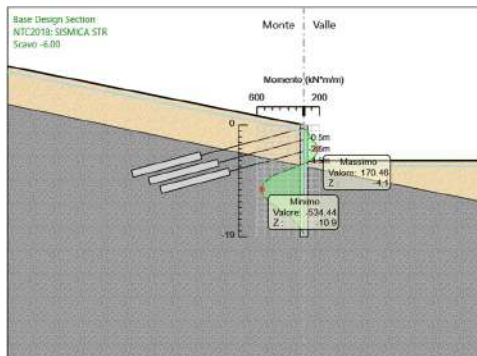 Base Design Section
NTC2018: SISMICA STR
Scavo -6.00
Monte Valle
Momento (kN*m/m)
600 200
0
-0.5m
-2.5m
-4.5m
Massimo
Valore: 170.46
Z : -4.1
Minimo
Valore: -534.44
Z : -10.9
-19